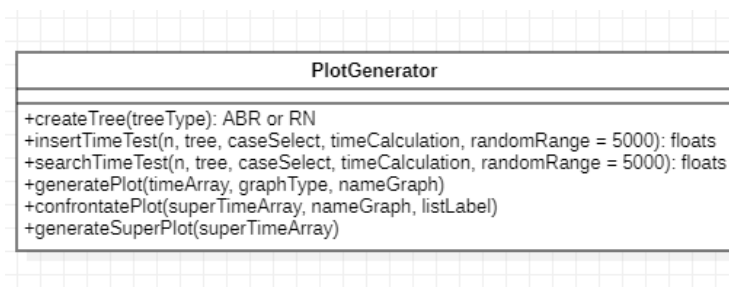 PlotGenerator
+createTree(treeType): ABR or RN
+insertTimeTest(n, tree, caseSelect, timeCalculation, randomRange = 5000): floats
+searchTimeTest(n, tree, caseSelect, timeCalculation, randomRange = 5000): floats
+generatePlot(timeArray, graphType, nameGraph)
+confrontatePlot(superTimeArray, nameGraph, listLabel)
+generateSuperPlot(superTimeArray)